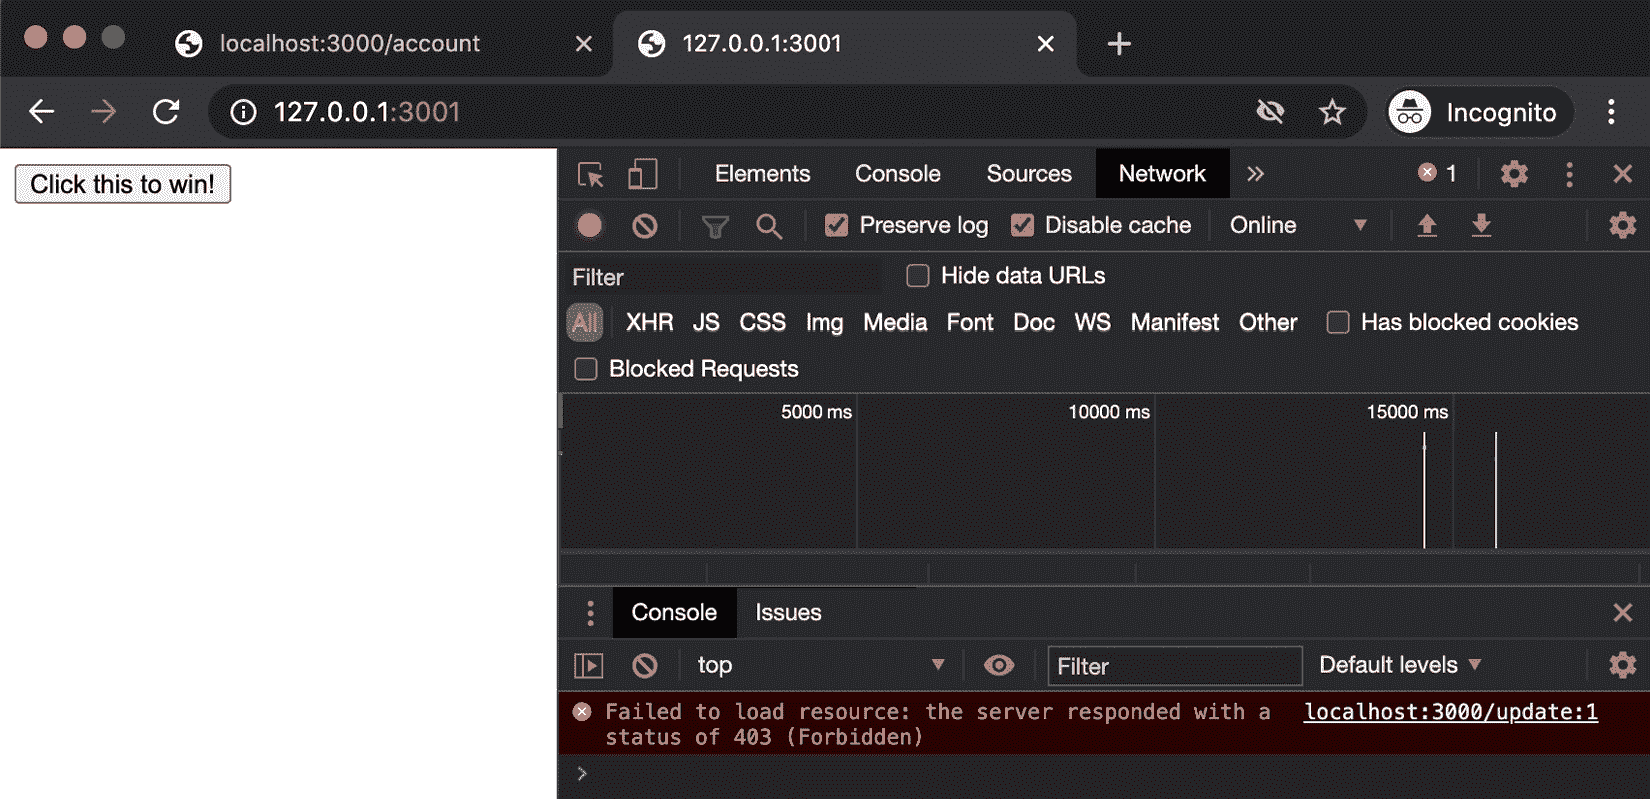 localhost:3000/account
127.0.0.1:3001
127.0.0.1:3001
Incognito
Click this to win!
Elements Console Sources Network 1
Preserve log Disable cache Online
Filter Hide data URLs
All XHR JS CSS Img Media Font Doc WS Manifest Other Has blocked cookies
Blocked Requests
5000 ms 10000 ms 15000 ms
Console Issues
top Filter Default levels
Failed to load resource: the server responded with a localhost:3000/update:1
status of 403 (Forbidden)